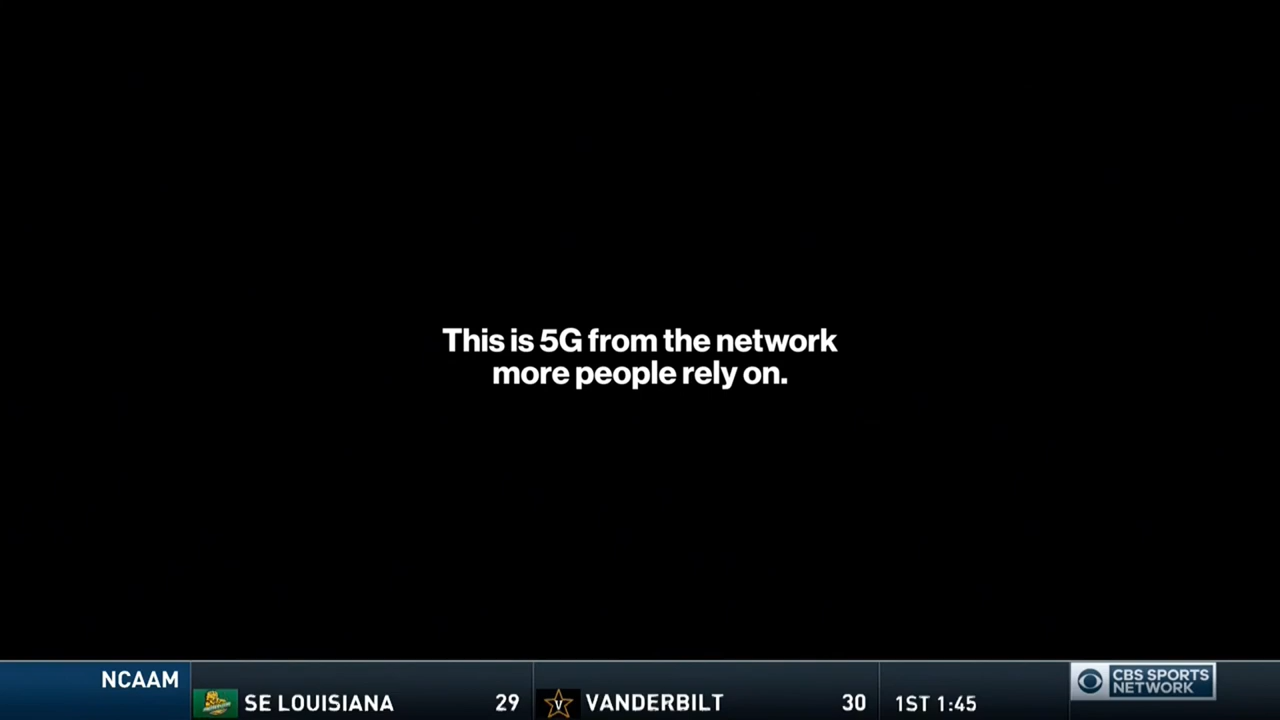 This is 5G from the network
more people rely on.
NCAAM
SE LOUISIANA 29 V VANDERBILT 30 1ST 1:45
CBS SPORTS
NETWORK